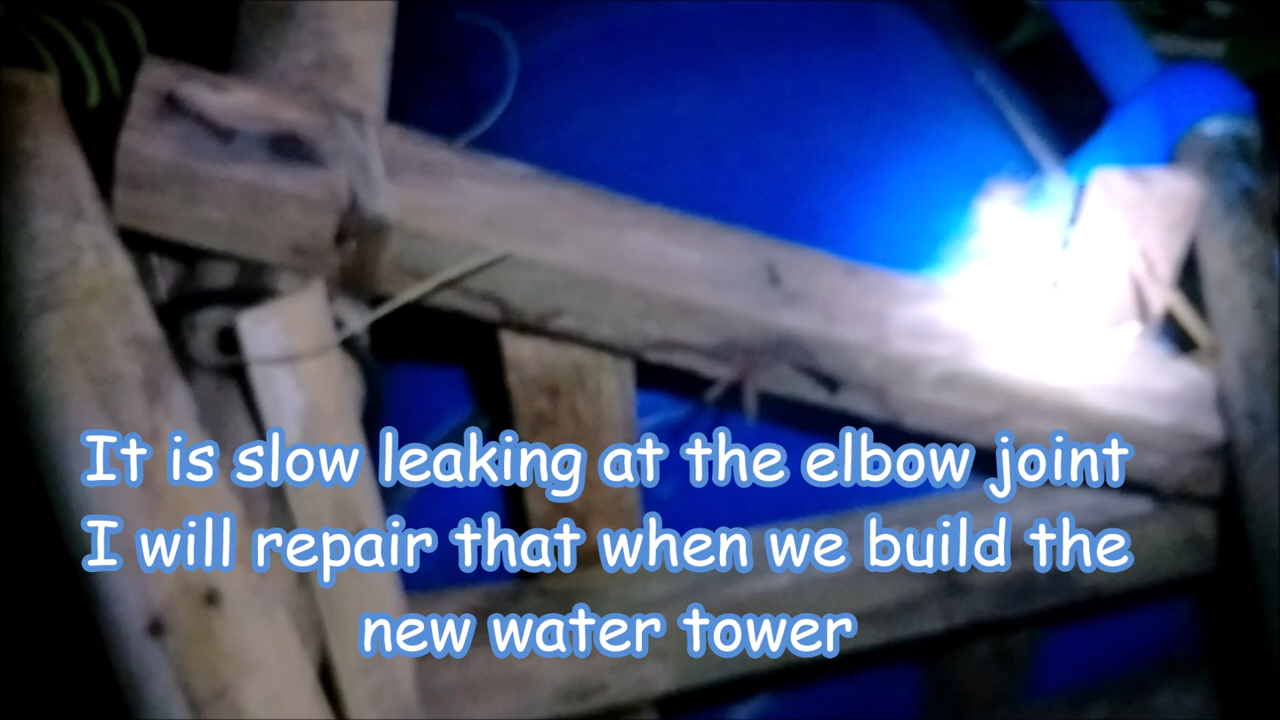 It is slow leaking at the elbow joint
I will repair that when we build the
new water tower